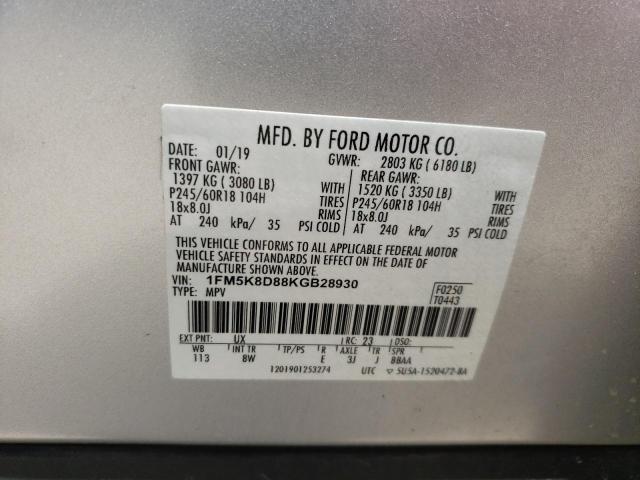 MFD. BY FORD MOTOR CO.
DATE: 01/19 GVWR: 2803 KG ( 6180 LB)
FRONT GAWR: REAR GAWR:
1397 KG ( 3080 LB) WITH 1520 KG ( 3350 LB) WITH
P245/60R18 104H TIRES P245/60R18 104H TIRES
18x8.0J RIMS 18x8.0J RIMS
AT 240 kPa/ 35 PSI COLD AT 240 kPa/ 35 PSI COLD
THIS VEHICLE CONFORMS TO ALL APPLICABLE FEDERAL MOTOR
VEHICLE SAFETY STANDARDS IN EFFECT ON THE DATE OF
MANUFACTURE SHOWN ABOVE.
VIN: 1FM5K8D88KGB28930 F0250
TYPE: MPV T0443
EXT PNT: UX RC: 23 DSO:
WB INT TR TP/PS R AXLE TR SPR
113 8W E 3J J 8BAA
1201901253274 UTC 5U5A-1520472-BA